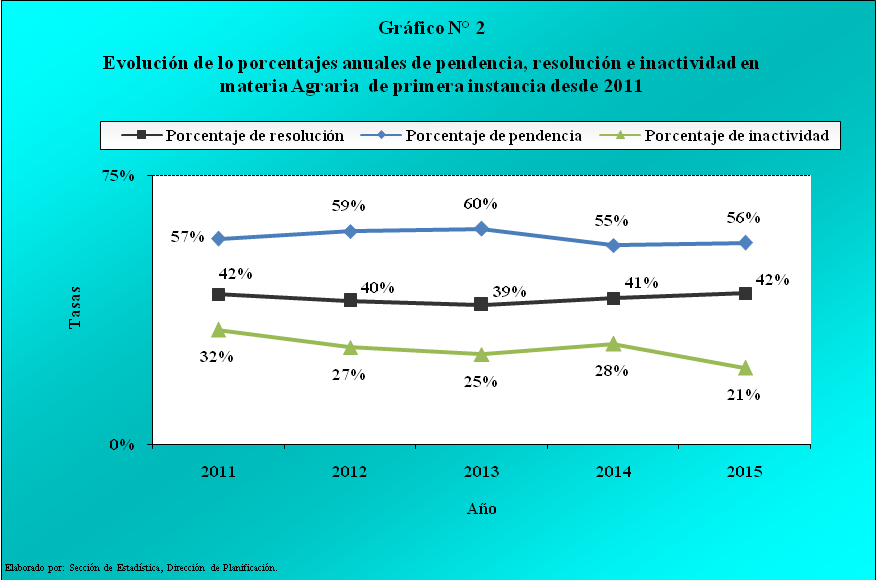 Gráfico N° 2
Evolución de lo porcentajes anuales de pendencia, resolución e inactividad en
materia Agraria de primera instancia desde 2011
Porcentaje de resolución Porcentaje de pendencia Porcentaje de inactividad
75%
57% 59% 60% 55% 56%
42% 40% 39% 41% 42%
32% 27% 25% 28% 21%
Tasas
0%
2011 2012 2013 2014 2015
Año
Elaborado por: Sección de Estadística, Dirección de Planificación.